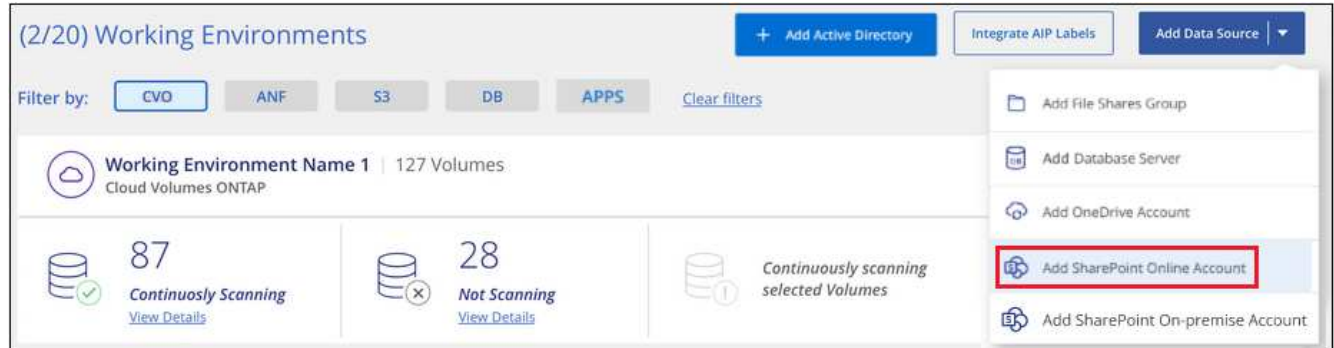 (2/20) Working Environments
+ Add Active Directory
Integrate AIP Labels
Add Data Source
Filter by:
CVO
ANF
S3
DB
APPS
Clear filters
Add File Shares Group
DB
Add Database Server
Working Environment Name 1 | 127 Volumes
Cloud Volumes ONTAP
Add OneDrive Account
87
Continuosly Scanning
View Details
28
Not Scanning
View Details
Continuously scanning
selected Volumes
S
Add SharePoint Online Account
S
Add SharePoint On-premise Account